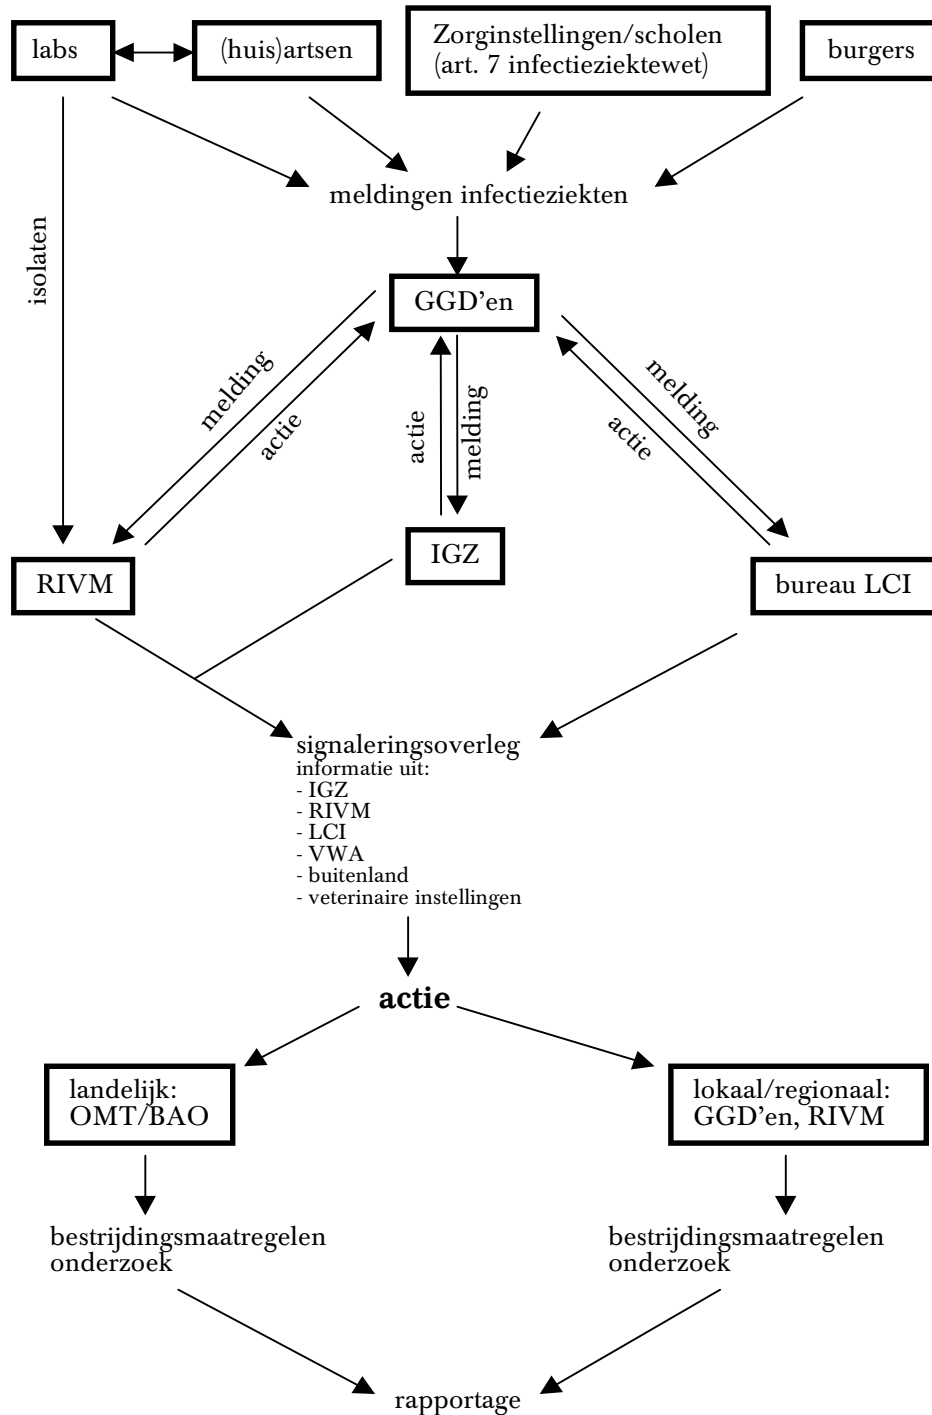 labs
(huis)artsen
Zorginstellingen/scholen
(art. 7 infectieziektewet)
burgers
meldingen infectieziekten
isolaten
GGD’en
melding
actie
actie
melding
melding
actie
RIVM
IGZ
bureau LCI
signaleringsoverleg
informatie uit:
- IGZ
- RIVM
- LCI
- VWA
- buitenland
- veterinaire instellingen
actie
landelijk:
OMT/BAO
lokaal/regionaal:
GGD’en, RIVM
bestrijdingsmaatregelen
onderzoek
bestrijdingsmaatregelen
onderzoek
rapportage